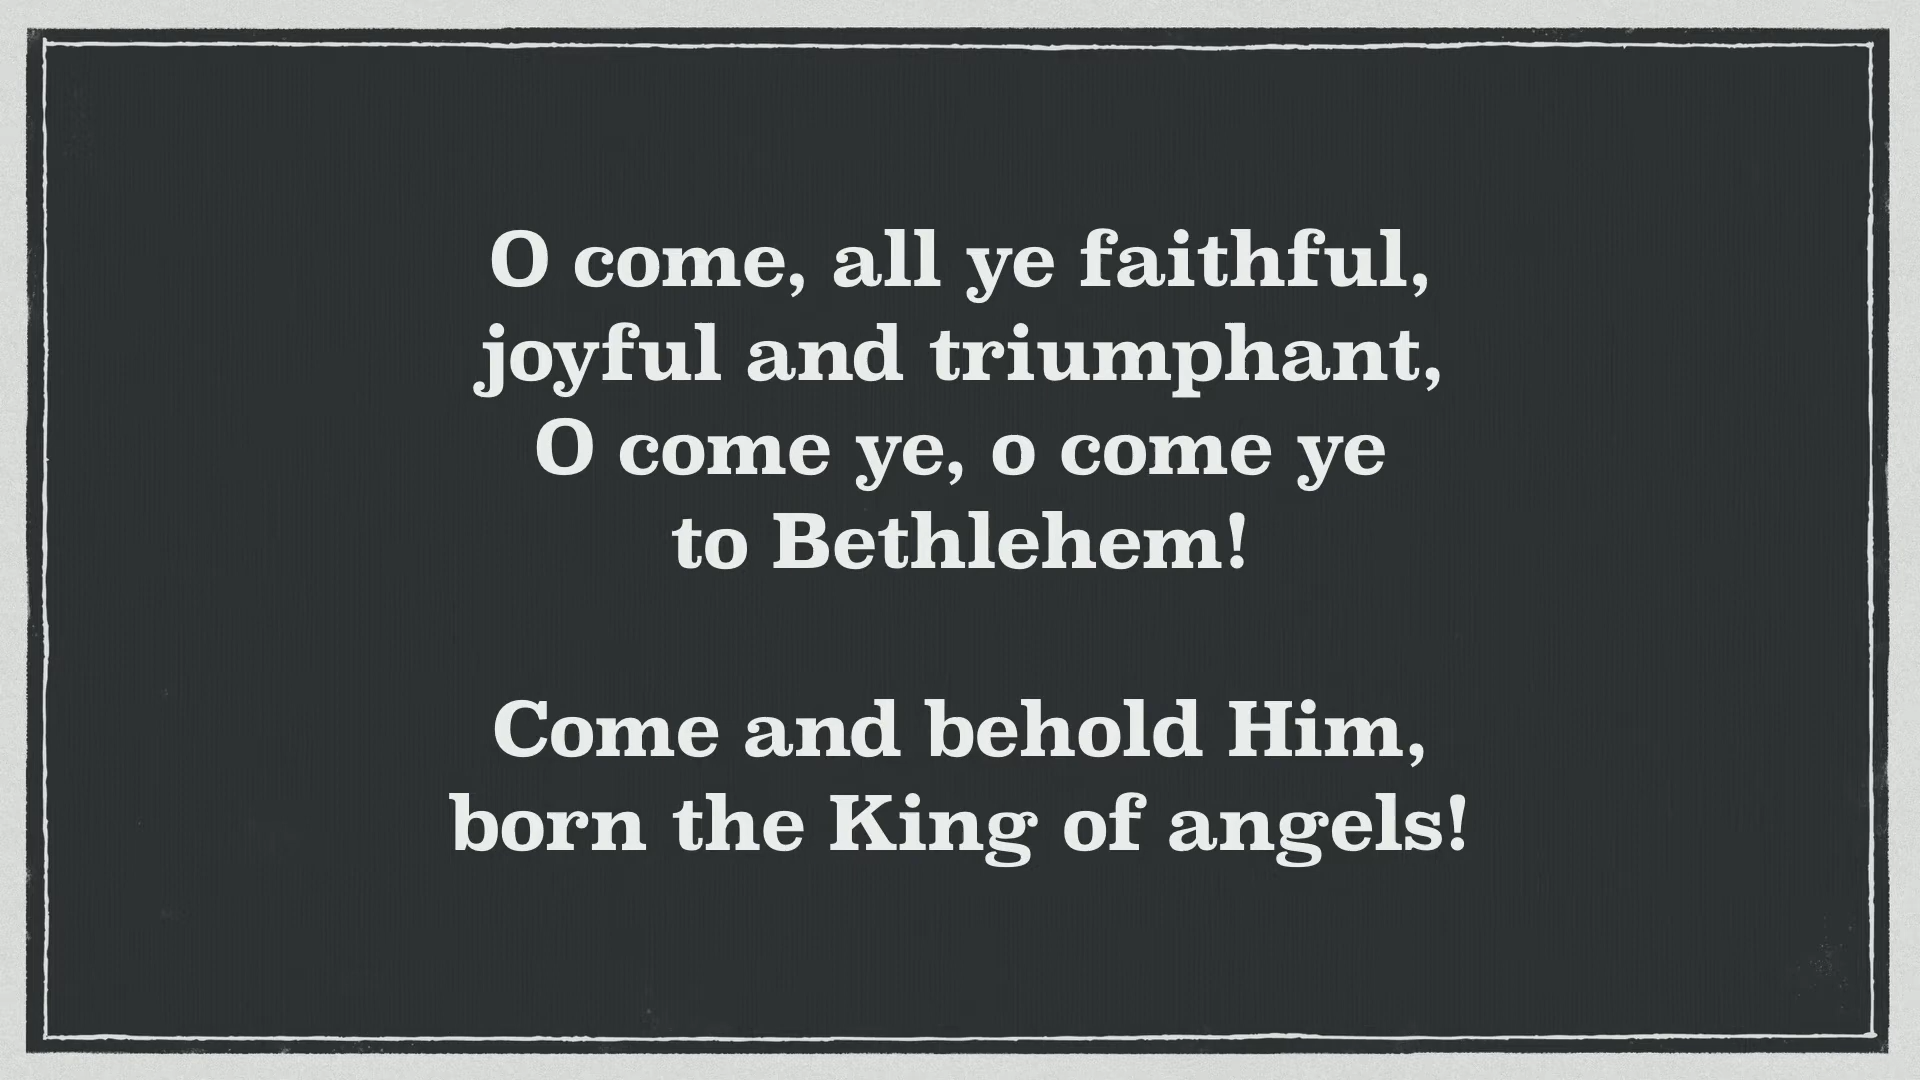 O come, all ye faithful,
joyful and triumphant,
O come ye, o come ye
to Bethlehem!
Come and behold Him,
born the King of angels!